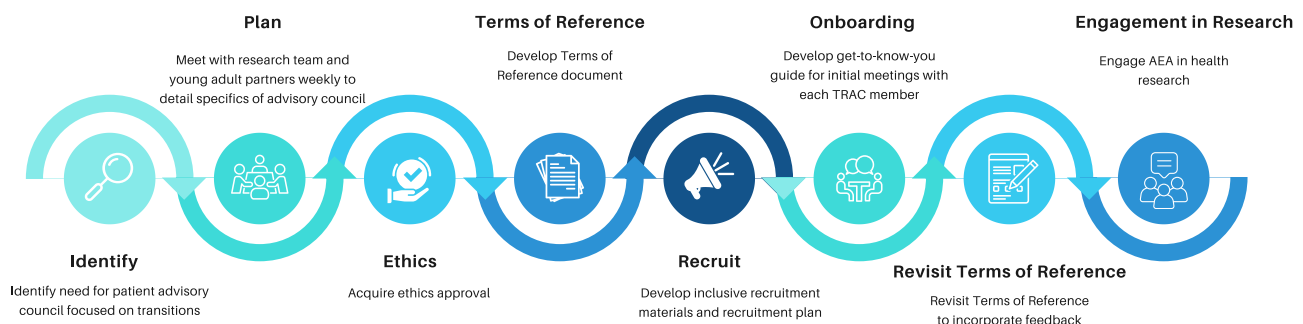 Identify
Identify need for patient advisory
council focused on transitions
Plan
Meet with research team and
young adult partners weekly to
detail specifics of advisory council
Ethics
Acquire ethics approval
Terms of Reference
Develop Terms of
Reference document
Recruit
Develop inclusive recruitment
materials and recruitment plan
Onboarding
Develop get-to-know-you
guide for initial meetings with
each TRAC member
Revisit Terms of Reference
Revisit Terms of Reference
to incorporate feedback
Engagement in Research
Engage AEA in health
research